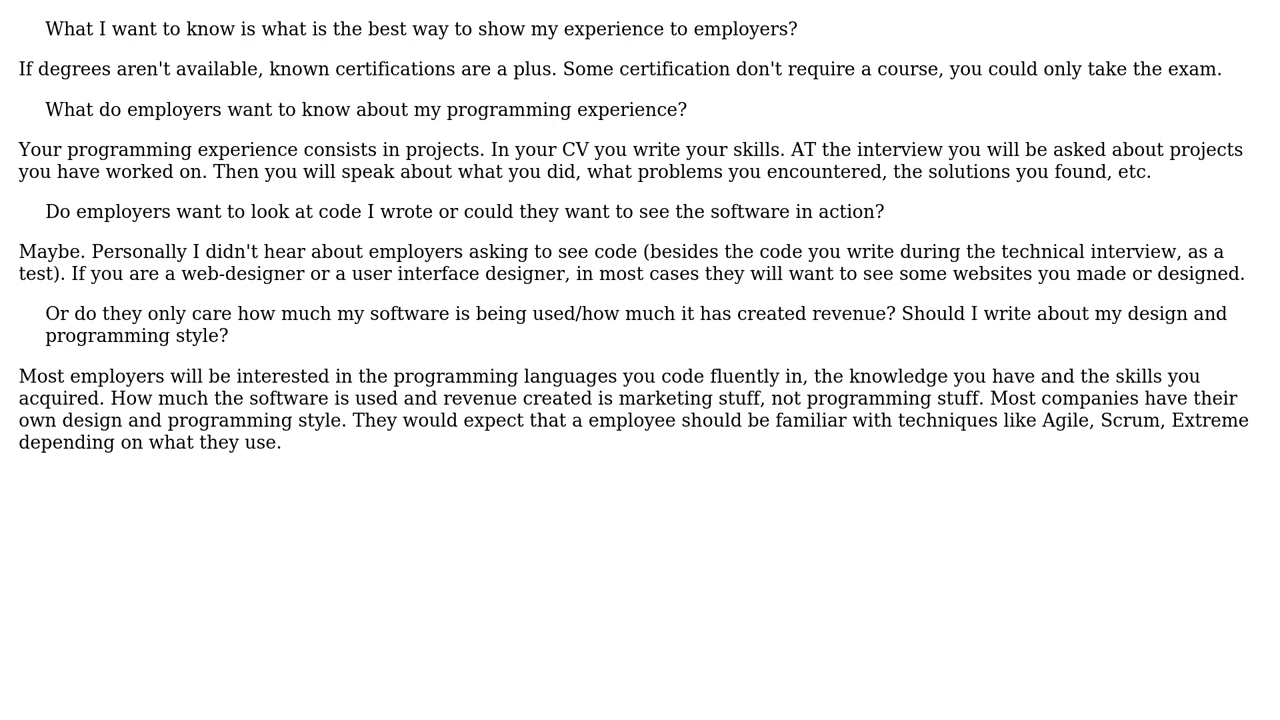 What I want to know is what is the best way to show my experience to employers?
If degrees aren't available, known certifications are a plus. Some certification don't require a course, you could only take the exam.
What do employers want to know about my programming experience?
Your programming experience consists in projects. In your CV you write your skills. AT the interview you will be asked about projects
you have worked on. Then you will speak about what you did, what problems you encountered, the solutions you found, etc.
Do employers want to look at code I wrote or could they want to see the software in action?
Maybe. Personally I didn't hear about employers asking to see code (besides the code you write during the technical interview, as a
test). If you are a web-designer or a user interface designer, in most cases they will want to see some websites you made or designed.
Or do they only care how much my software is being used/how much it has created revenue? Should I write about my design and
programming style?
Most employers will be interested in the programming languages you code fluently in, the knowledge you have and the skills you
acquired. How much the software is used and revenue created is marketing stuff, not programming stuff. Most companies have their
own design and programming style. They would expect that a employee should be familiar with techniques like Agile, Scrum, Extreme
depending on what they use.